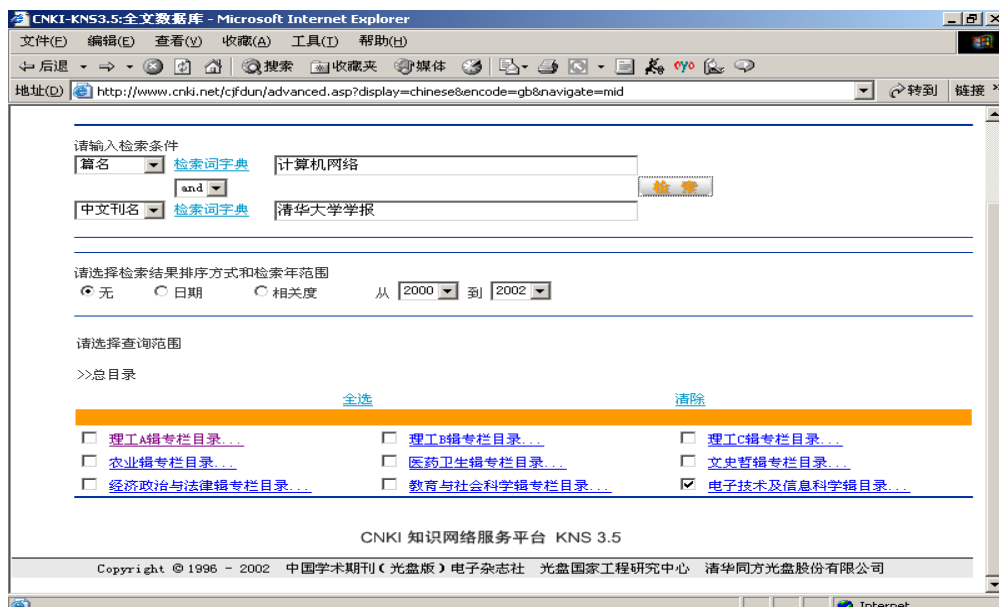 CNKI-KNS3.5:全文数据库 - Microsoft Internet Explorer
文件(F) 编辑(E) 查看(V) 收藏(A) 工具(T) 帮助(H)
后退 搜索 收藏夹 媒体
地址(D) http://www.cnki.net/cjfdun/advanced.asp?display=chinese&encode=gb&navigate=mid 转到 链接 »
请输入检索条件
篇名 检索词字典 计算机网络
and 检 索
中文刊名 检索词字典 清华大学学报
请选择检索结果排序方式和检索年范围
无 日期 相关度 从 2000 到 2002
请选择查询范围
>>总目录
全选 清除
理工A辑专栏目录... 理工B辑专栏目录... 理工C辑专栏目录...
农业辑专栏目录... 医药卫生辑专栏目录... 文史哲辑专栏目录...
经济政治与法律辑专栏目录... 教育与社会科学辑专栏目录... 电子技术及信息科学辑目录...
CNKI 知识网络服务平台 KNS 3.5
Copyright © 1996 - 2002 中国学术期刊(光盘版)电子杂志社 光盘国家工程研究中心 清华同方光盘股份有限公司
Internet